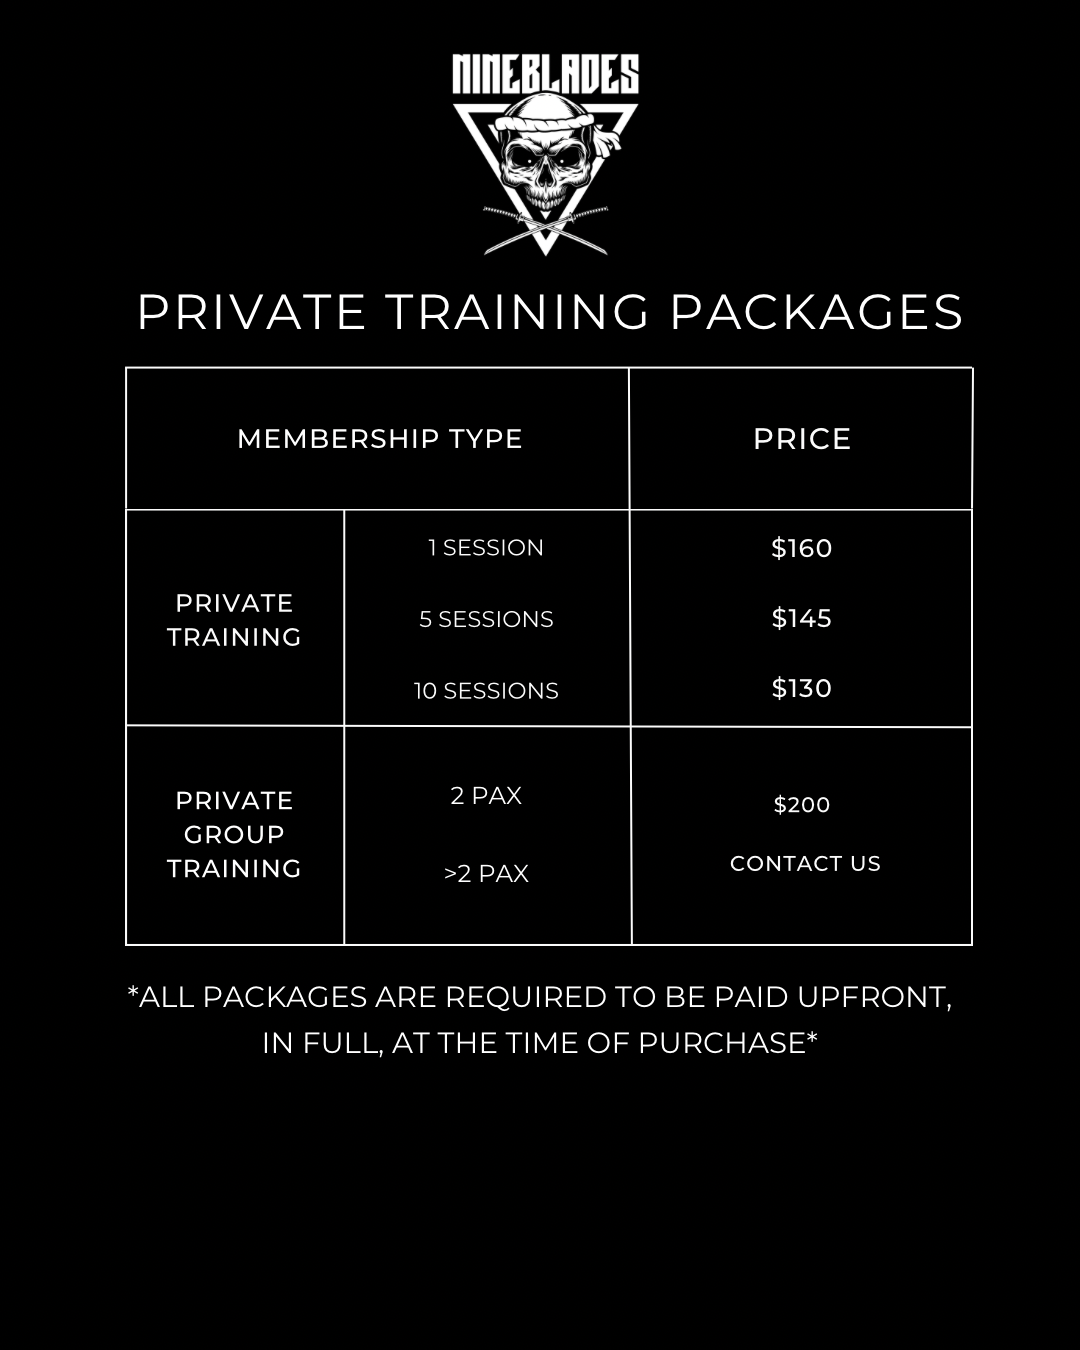 NINEBLADES
PRIVATE TRAINING PACKAGES
MEMBERSHIP TYPE
PRICE
PRIVATE
TRAINING
1 SESSION
$160
5 SESSIONS
$145
10 SESSIONS
$130
PRIVATE
GROUP
TRAINING
2 PAX
$200
>2 PAX
CONTACT US
*ALL PACKAGES ARE REQUIRED TO BE PAID UPFRONT,
IN FULL, AT THE TIME OF PURCHASE*